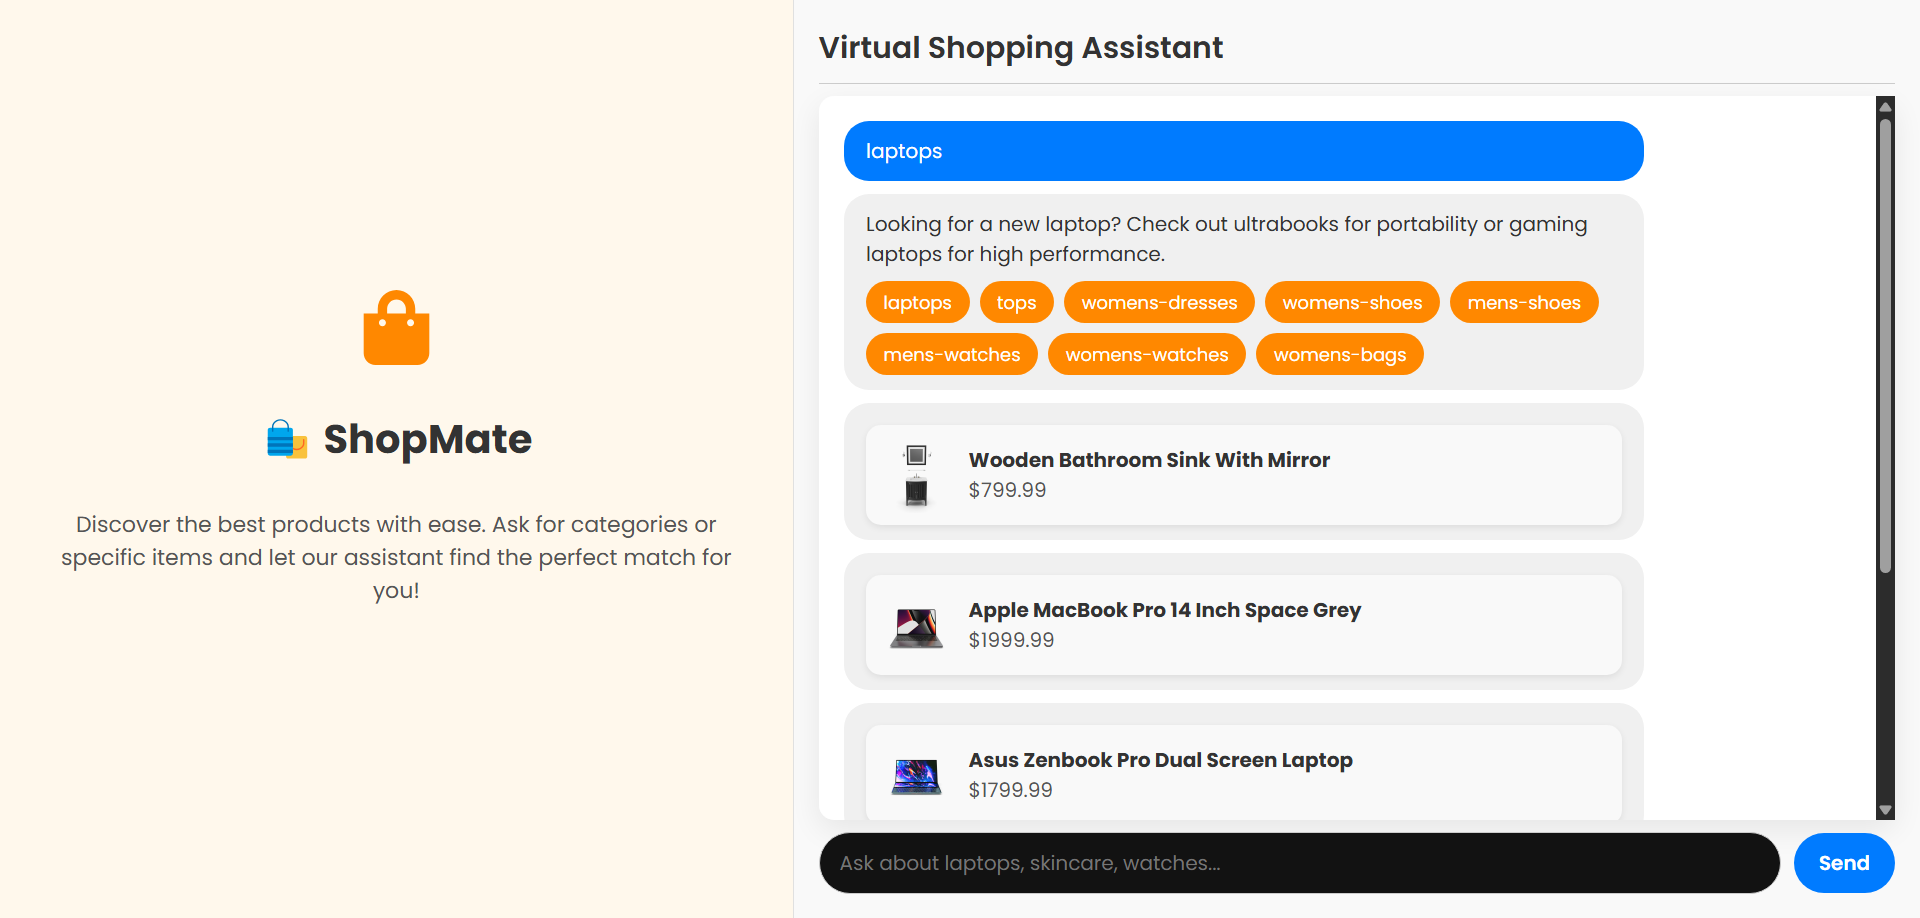 ShopMate
Discover the best products with ease. Ask for categories or
specific items and let our assistant find the perfect match for
you!
Virtual Shopping Assistant
laptops
Looking for a new laptop? Check out ultrabooks for portability or gaming
laptops for high performance.
laptops tops womens-dresses womens-shoes mens-shoes
mens-watches womens-watches womens-bags
Wooden Bathroom Sink With Mirror
$799.99
Apple MacBook Pro 14 Inch Space Grey
$1999.99
Asus Zenbook Pro Dual Screen Laptop
$1799.99
Ask about laptops, skincare, watches... Send